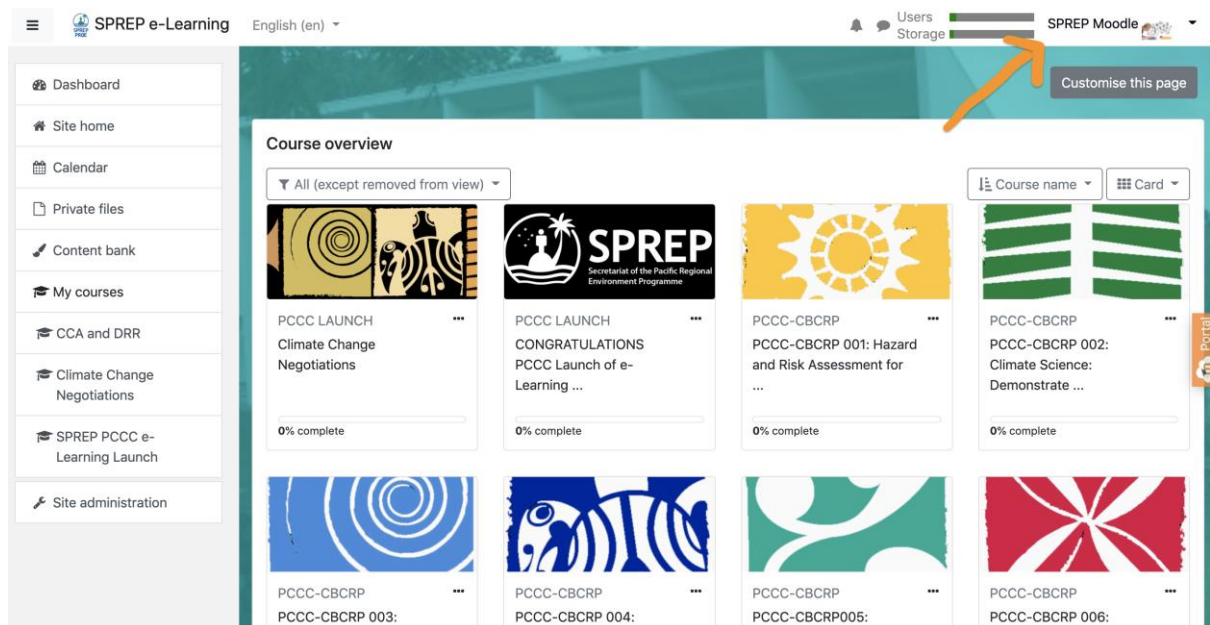 SPREP e-Learning
English (en)
Users
Storage
SPREP Moodle
Dashboard
Site home
Calendar
Private files
Content bank
My courses
CCA and DRR
Climate Change
Negotiations
SPREP PCCC e-
Learning Launch
Site administration
Customise this page
Course overview
All (except removed from view)
Course name
Card
SPREP
Secretariat of the Pacific Regional
Environment Programme
PCCC LAUNCH
Climate Change
Negotiations
0% complete
PCCC LAUNCH
CONGRATULATIONS
PCCC Launch of e-
Learning ...
0% complete
PCCC-CBCRP
PCCC-CBCRP 001: Hazard
and Risk Assessment for
...
0% complete
PCCC-CBCRP
PCCC-CBCRP 002:
Climate Science:
Demonstrate ...
0% complete
Portal
PCCC-CBCRP
PCCC-CBCRP 003:
PCCC-CBCRP
PCCC-CBCRP 004:
PCCC-CBCRP
PCCC-CBCRP005:
PCCC-CBCRP
PCCC-CBCRP 006: